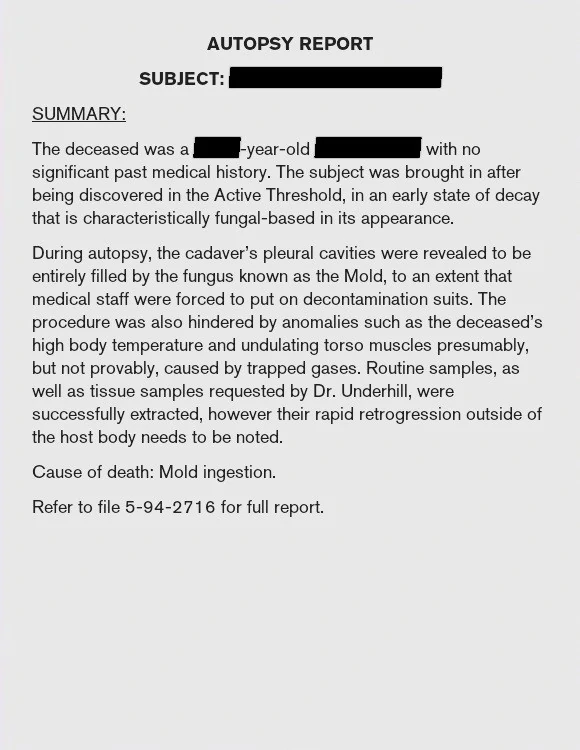 AUTOPSY REPORT
SUBJECT:
SUMMARY:
The deceased was a -year-old with no
significant past medical history. The subject was brought in after
being discovered in the Active Threshold, in an early state of decay
that is characteristically fungal-based in its appearance.
During autopsy, the cadaver's pleural cavities were revealed to be
entirely filled by the fungus known as the Mold, to an extent that
medical staff were forced to put on decontamination suits. The
procedure was also hindered by anomalies such as the deceased's
high body temperature and undulating torso muscles presumably,
but not provably, caused by trapped gases. Routine samples, as
well as tissue samples requested by Dr. Underhill, were
successfully extracted, however their rapid retrogression outside of
the host body needs to be noted.
Cause of death: Mold ingestion.
Refer to file 5-94-2716 for full report.